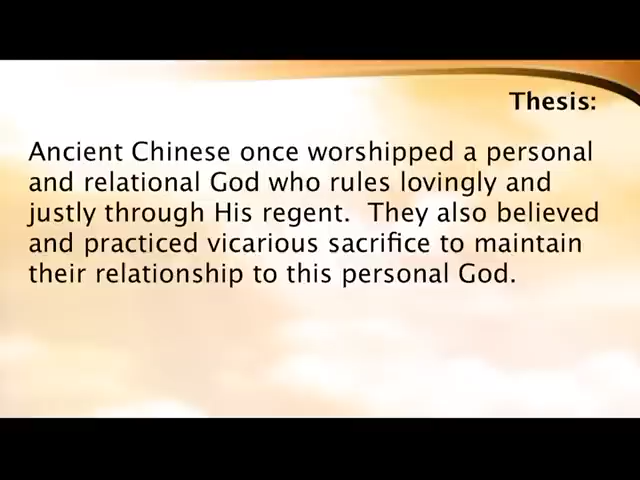 Thesis:
Ancient Chinese once worshipped a personal
and relational God who rules lovingly and
justly through His regent.  They also believed
and practiced vicarious sacrifice to maintain
their relationship to this personal God.